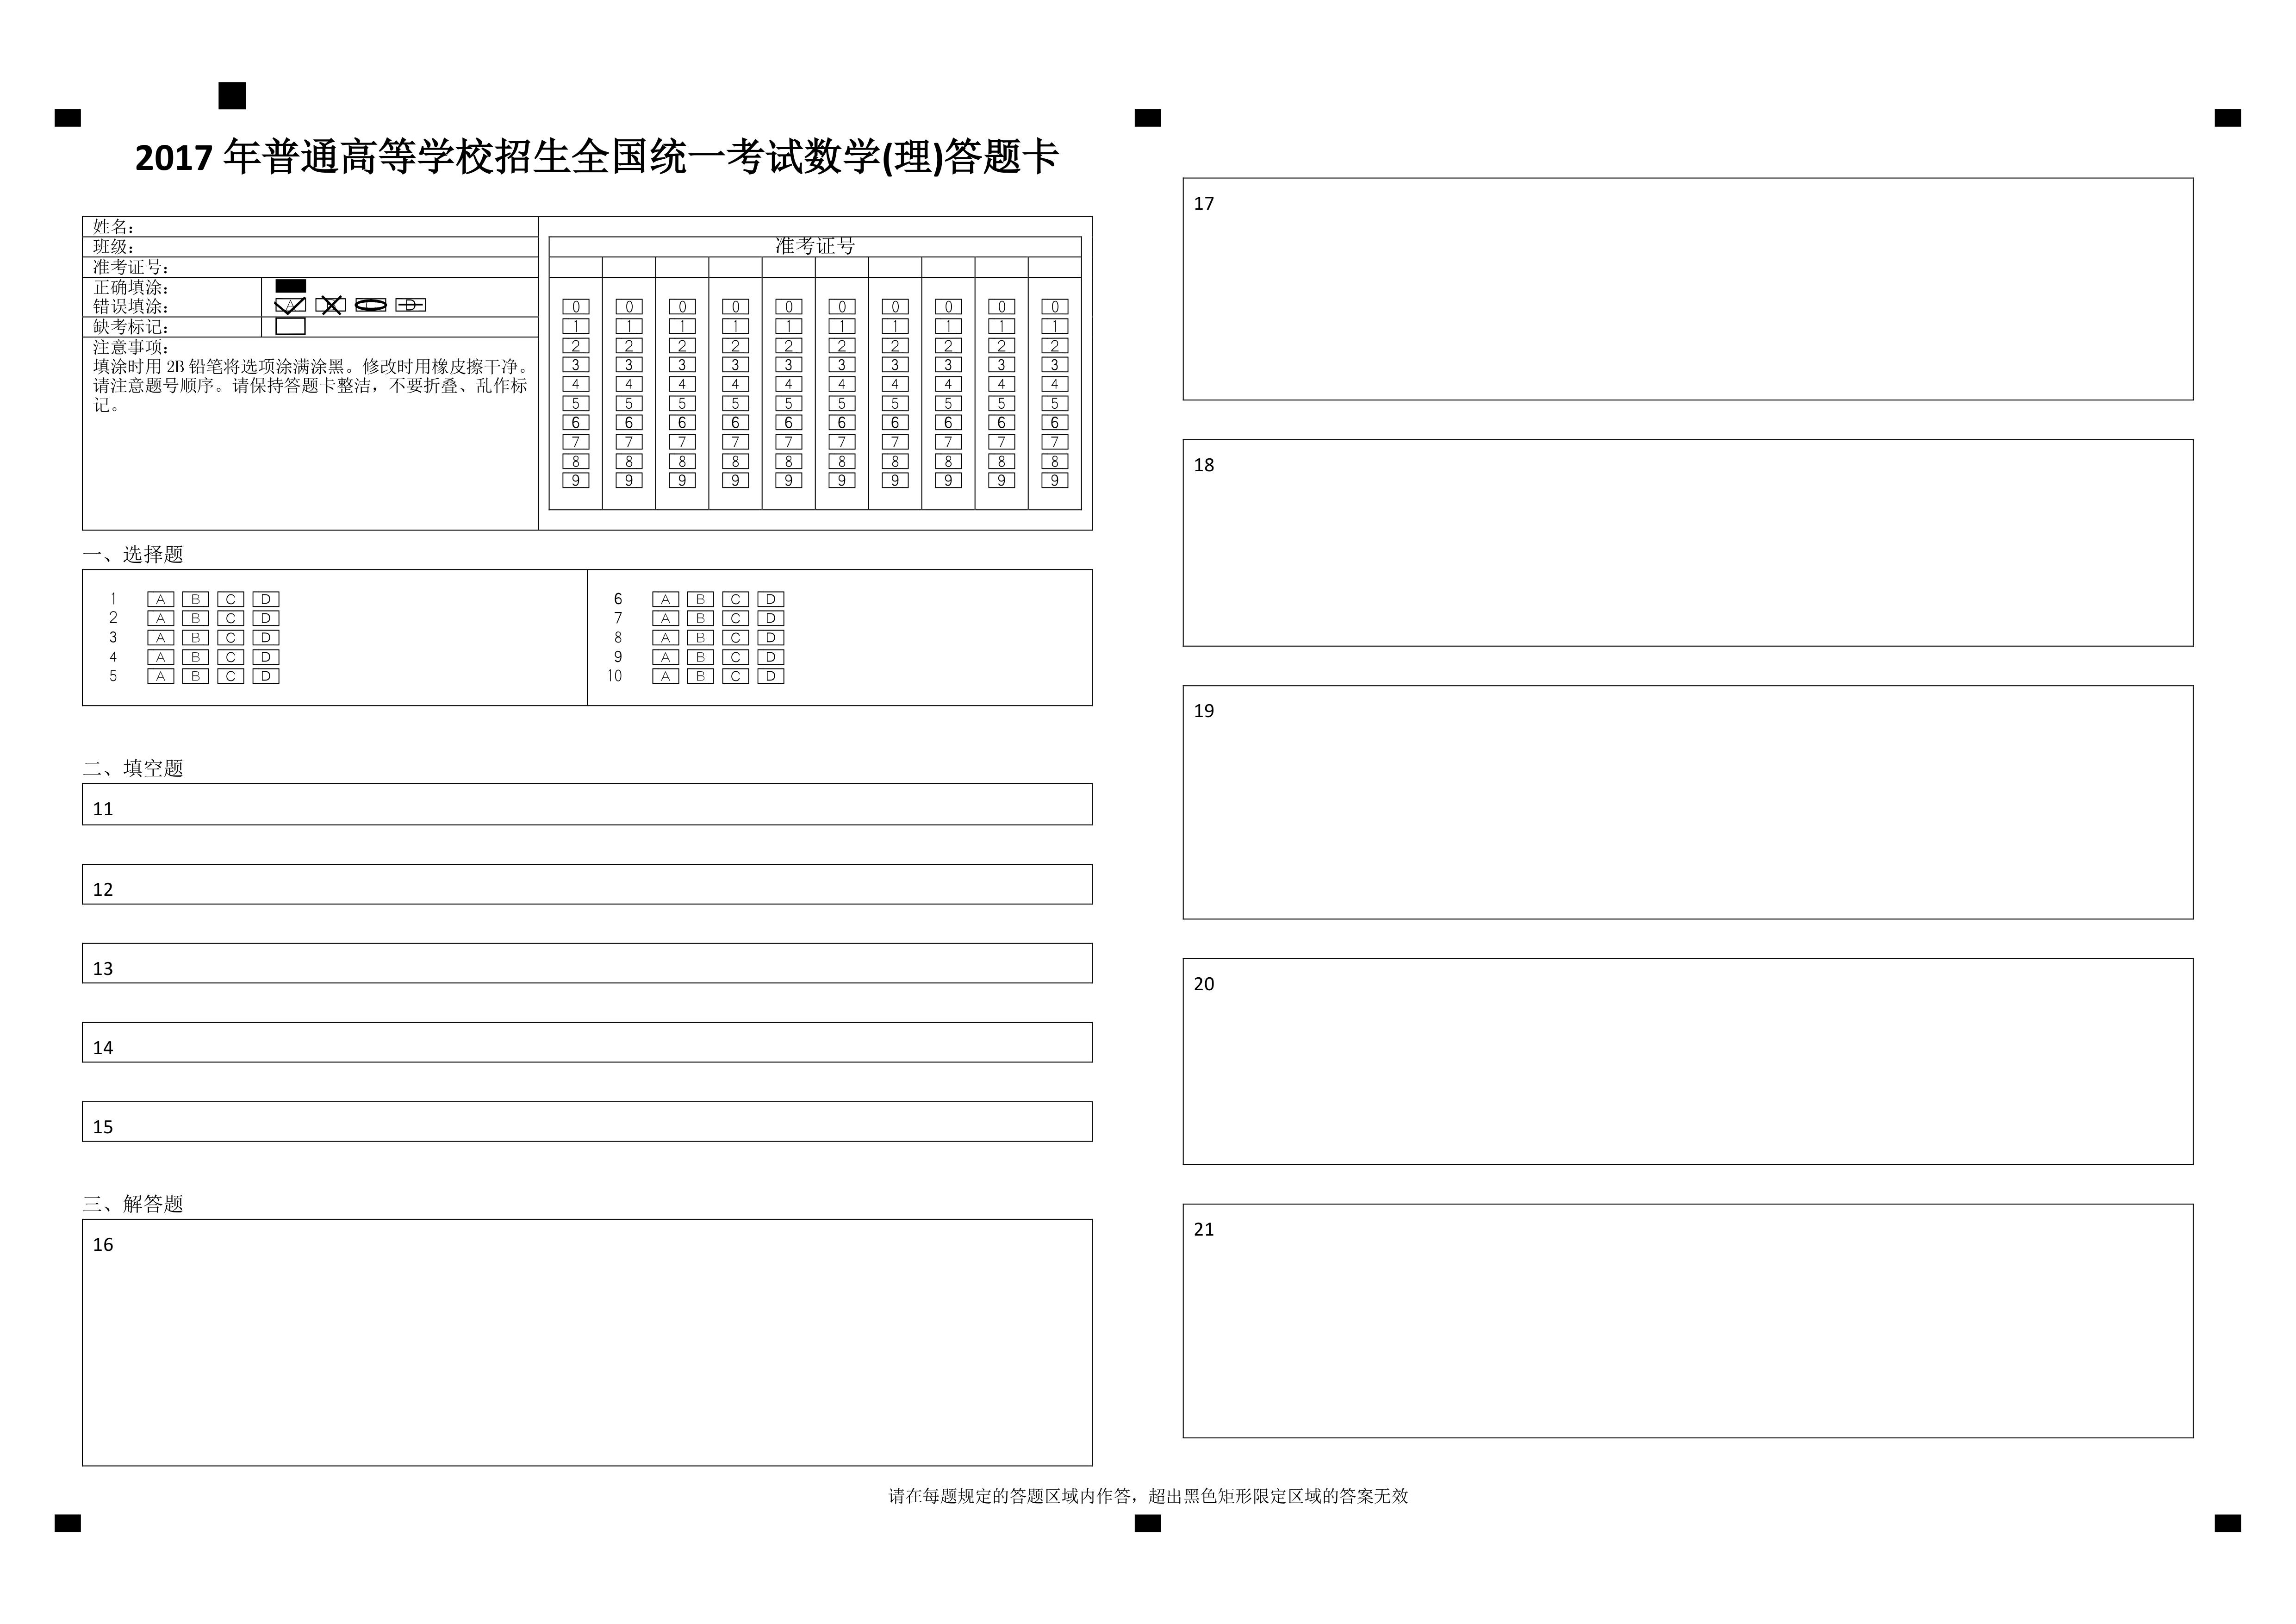 2017 年普通高等学校招生全国统一考试数学(理)答题卡
姓名：
班级：
准考证号：
正确填涂：
错误填涂： A D
缺考标记：
注意事项：
填涂时用 2B 铅笔将选项涂满涂黑。修改时用橡皮擦干净。
请注意题号顺序。请保持答题卡整洁，不要折叠、乱作标
记。
准考证号
0 0 0 0 0 0 0 0 0 0
1 1 1 1 1 1 1 1 1 1
2 2 2 2 2 2 2 2 2 2
3 3 3 3 3 3 3 3 3 3
4 4 4 4 4 4 4 4 4 4
5 5 5 5 5 5 5 5 5 5
6 6 6 6 6 6 6 6 6 6
7 7 7 7 7 7 7 7 7 7
8 8 8 8 8 8 8 8 8 8
9 9 9 9 9 9 9 9 9 9
一、选择题
1 A B C D
2 A B C D
3 A B C D
4 A B C D
5 A B C D
6 A B C D
7 A B C D
8 A B C D
9 A B C D
10 A B C D
二、填空题
11
12
13
14
15
三、解答题
16
17
18
19
20
21
请在每题规定的答题区域内作答，超出黑色矩形限定区域的答案无效